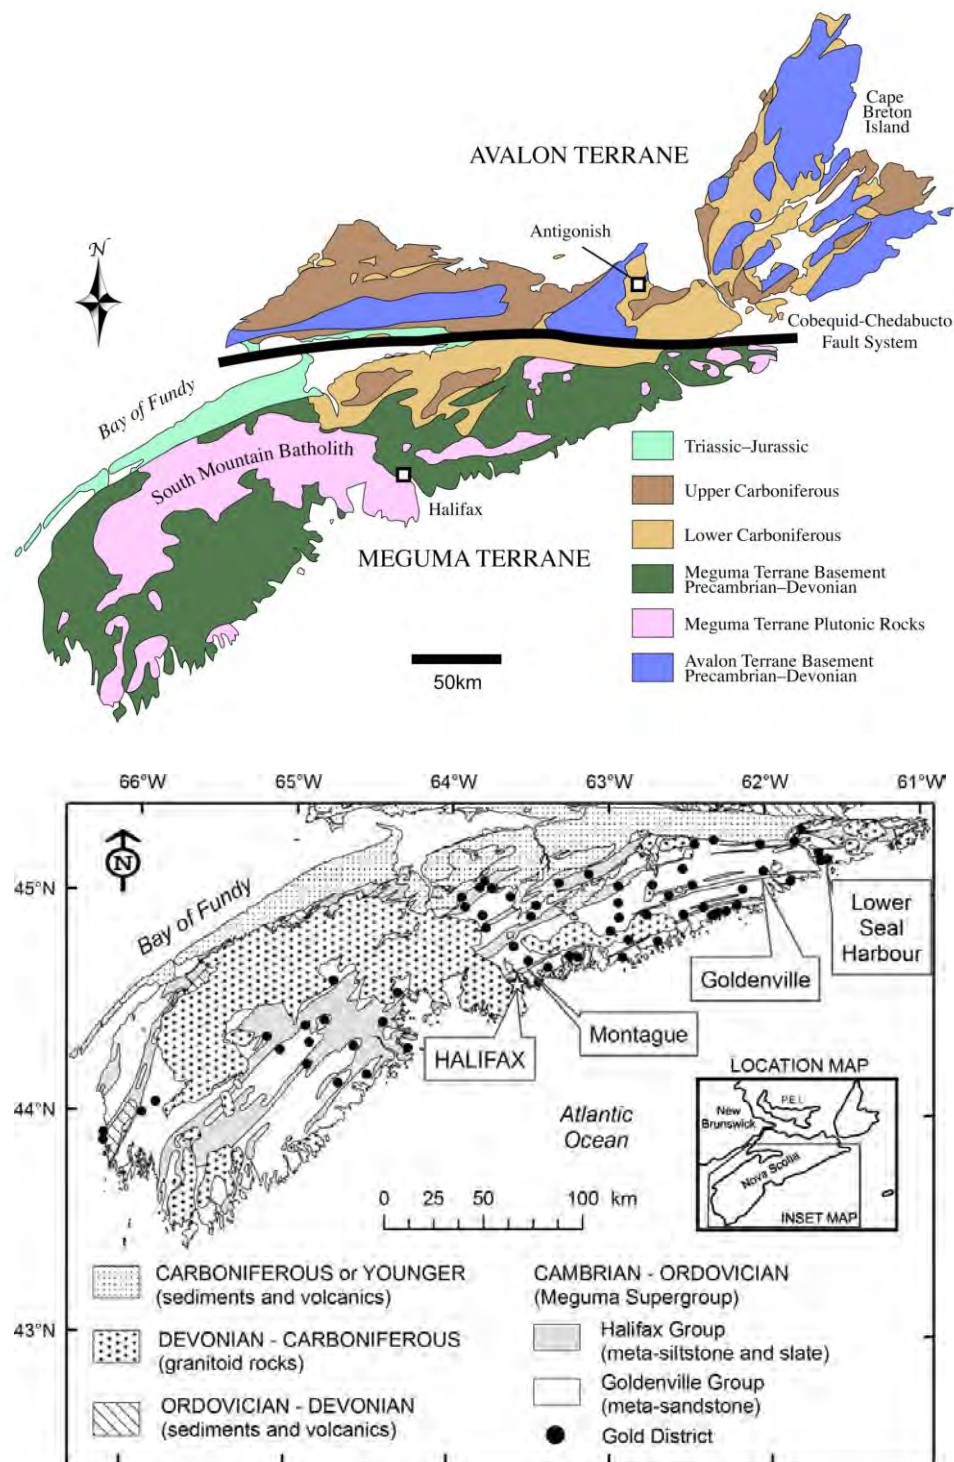 Cape
Breton
Island
AVALON TERRANE
Antigonish
N
Cobequid-Chedabucto
Fault System
Bay of Fundy
South Mountain Batholith
Halifax
MEGUMA TERRANE
50km
Triassic–Jurassic
Upper Carboniferous
Lower Carboniferous
Meguma Terrane Basement
Precambrian–Devonian
Meguma Terrane Plutonic Rocks
Avalon Terrane Basement
Precambrian–Devonian
66°W 65°W 64°W 63°W 62°W 61°W
N
45°N
Bay of Fundy
Lower
Seal
Harbour
Goldenville
Montague
HALIFAX
44°N
Atlantic
Ocean
LOCATION MAP
P.E.I.
New
Brunswick
Nova Scotia
INSET MAP
0 25 50 100 km
43°N
CARBONIFEROUS or YOUNGER
(sediments and volcanics)
DEVONIAN - CARBONIFEROUS
(granitoid rocks)
ORDOVICIAN - DEVONIAN
(sediments and volcanics)
CAMBRIAN - ORDOVICIAN
(Meguma Supergroup)
Halifax Group
(meta-siltstone and slate)
Goldenville Group
(meta-sandstone)
Gold District